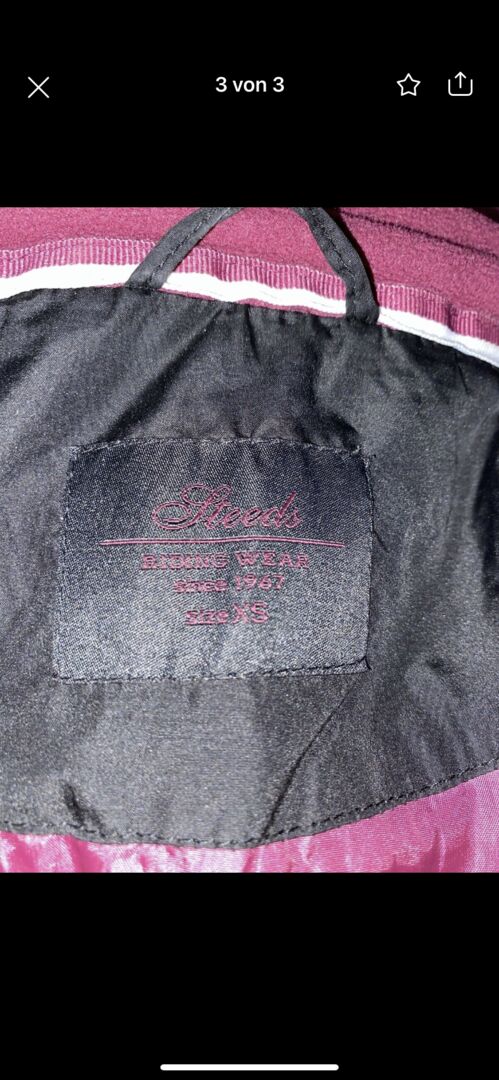 3 von 3
Steeds
RIDING WEAR
since 1967
size XS